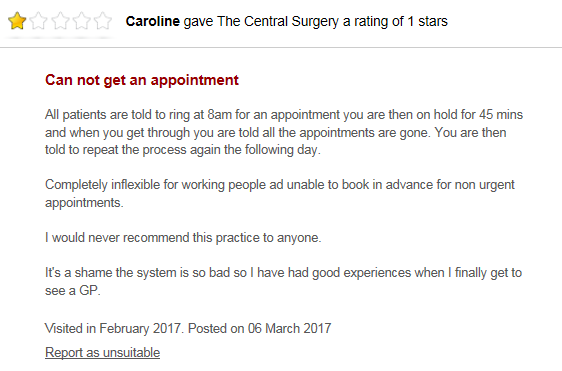 Caroline gave The Central Surgery a rating of 1 stars
Can not get an appointment
All patients are told to ring at 8am for an appointment you are then on hold for 45 mins
and when you get through you are told all the appointments are gone. You are then
told to repeat the process again the following day.
Completely inflexible for working people ad unable to book in advance for non urgent
appointments.
I would never recommend this practice to anyone.
It's a shame the system is so bad so I have had good experiences when I finally get to
see a GP.
Visited in February 2017. Posted on 06 March 2017
Report as unsuitable